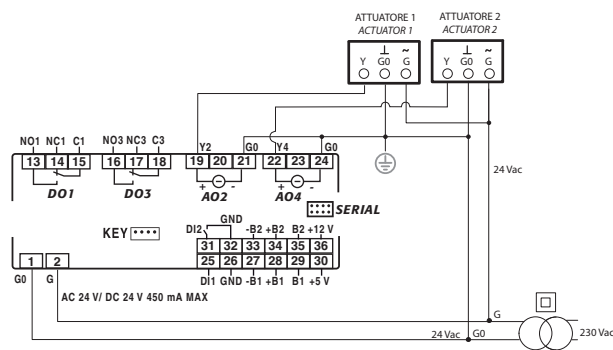 ATTUATORE 1
ACTUATOR 1
ATTUATORE 2
ACTUATOR 2
⊥ ~
Y G0 G
⊥ ~
Y G0 G
NO1 NC1 C1
13 14 15
DO1
NO3 NC3 C3
16 17 18
DO3
Y2 G0
19 20 21
+ -
AO2
Y4 G0
22 23 24
+ -
AO4
24 Vac
SERIAL
KEY
GND
DI2 -B2 +B2 B2 +12 V
31 32 33 34 35 36
25 26 27 28 29 30
DI1 GND -B1 +B1 B1 +5 V
1 2
G0 G
AC 24 V/ DC 24 V 450 mA MAX
G
24 Vac G0
230 Vac